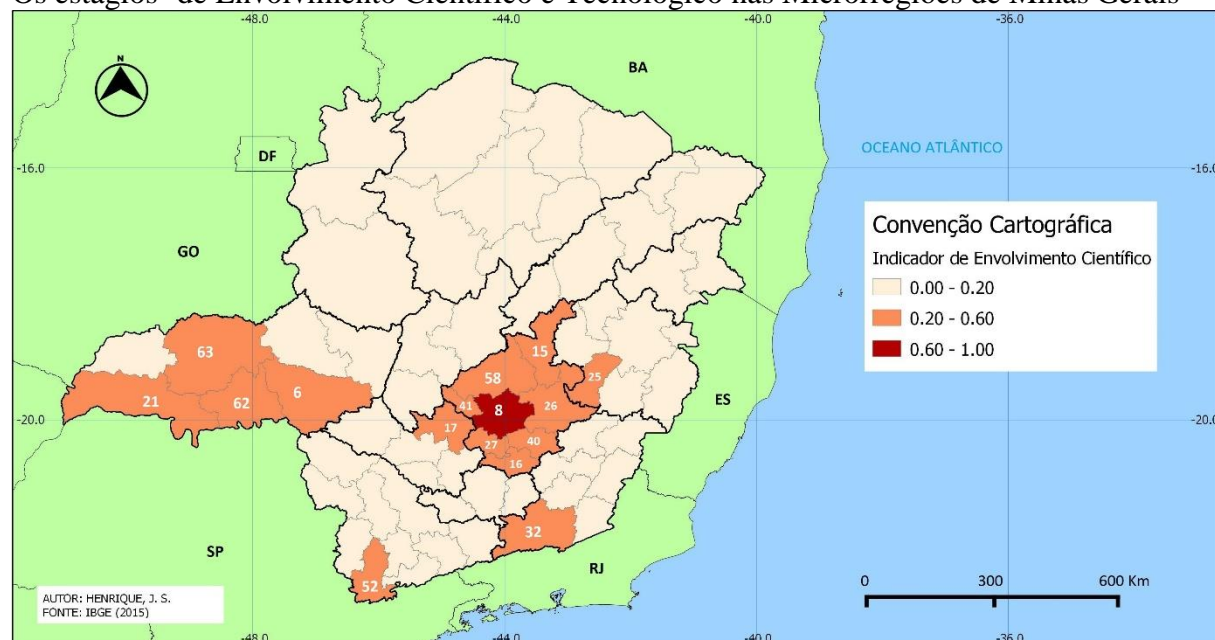 Os estágios de Envolvimento Científico e Tecnológico nas Microrregiões de Minas Gerais
-48.0 -44.0 -40.0 -36.0
N
BA
-16.0 DF OCEANO ATLÂNTICO -16.0
GO
Convenção Cartográfica
Indicador de Envolvimento Científico
0.00 - 0.20
0.20 - 0.60
0.60 - 1.00
63 15
58 25
21 62 6 41 8 26 ES
-20.0 17 -20.0
27 40
16
32
SP
RJ
52
0 300 600 Km
AUTOR: HENRIQUE, J. S.
FONTE: IBGE (2015)
-48.0 -44.0 -40.0 -36.0